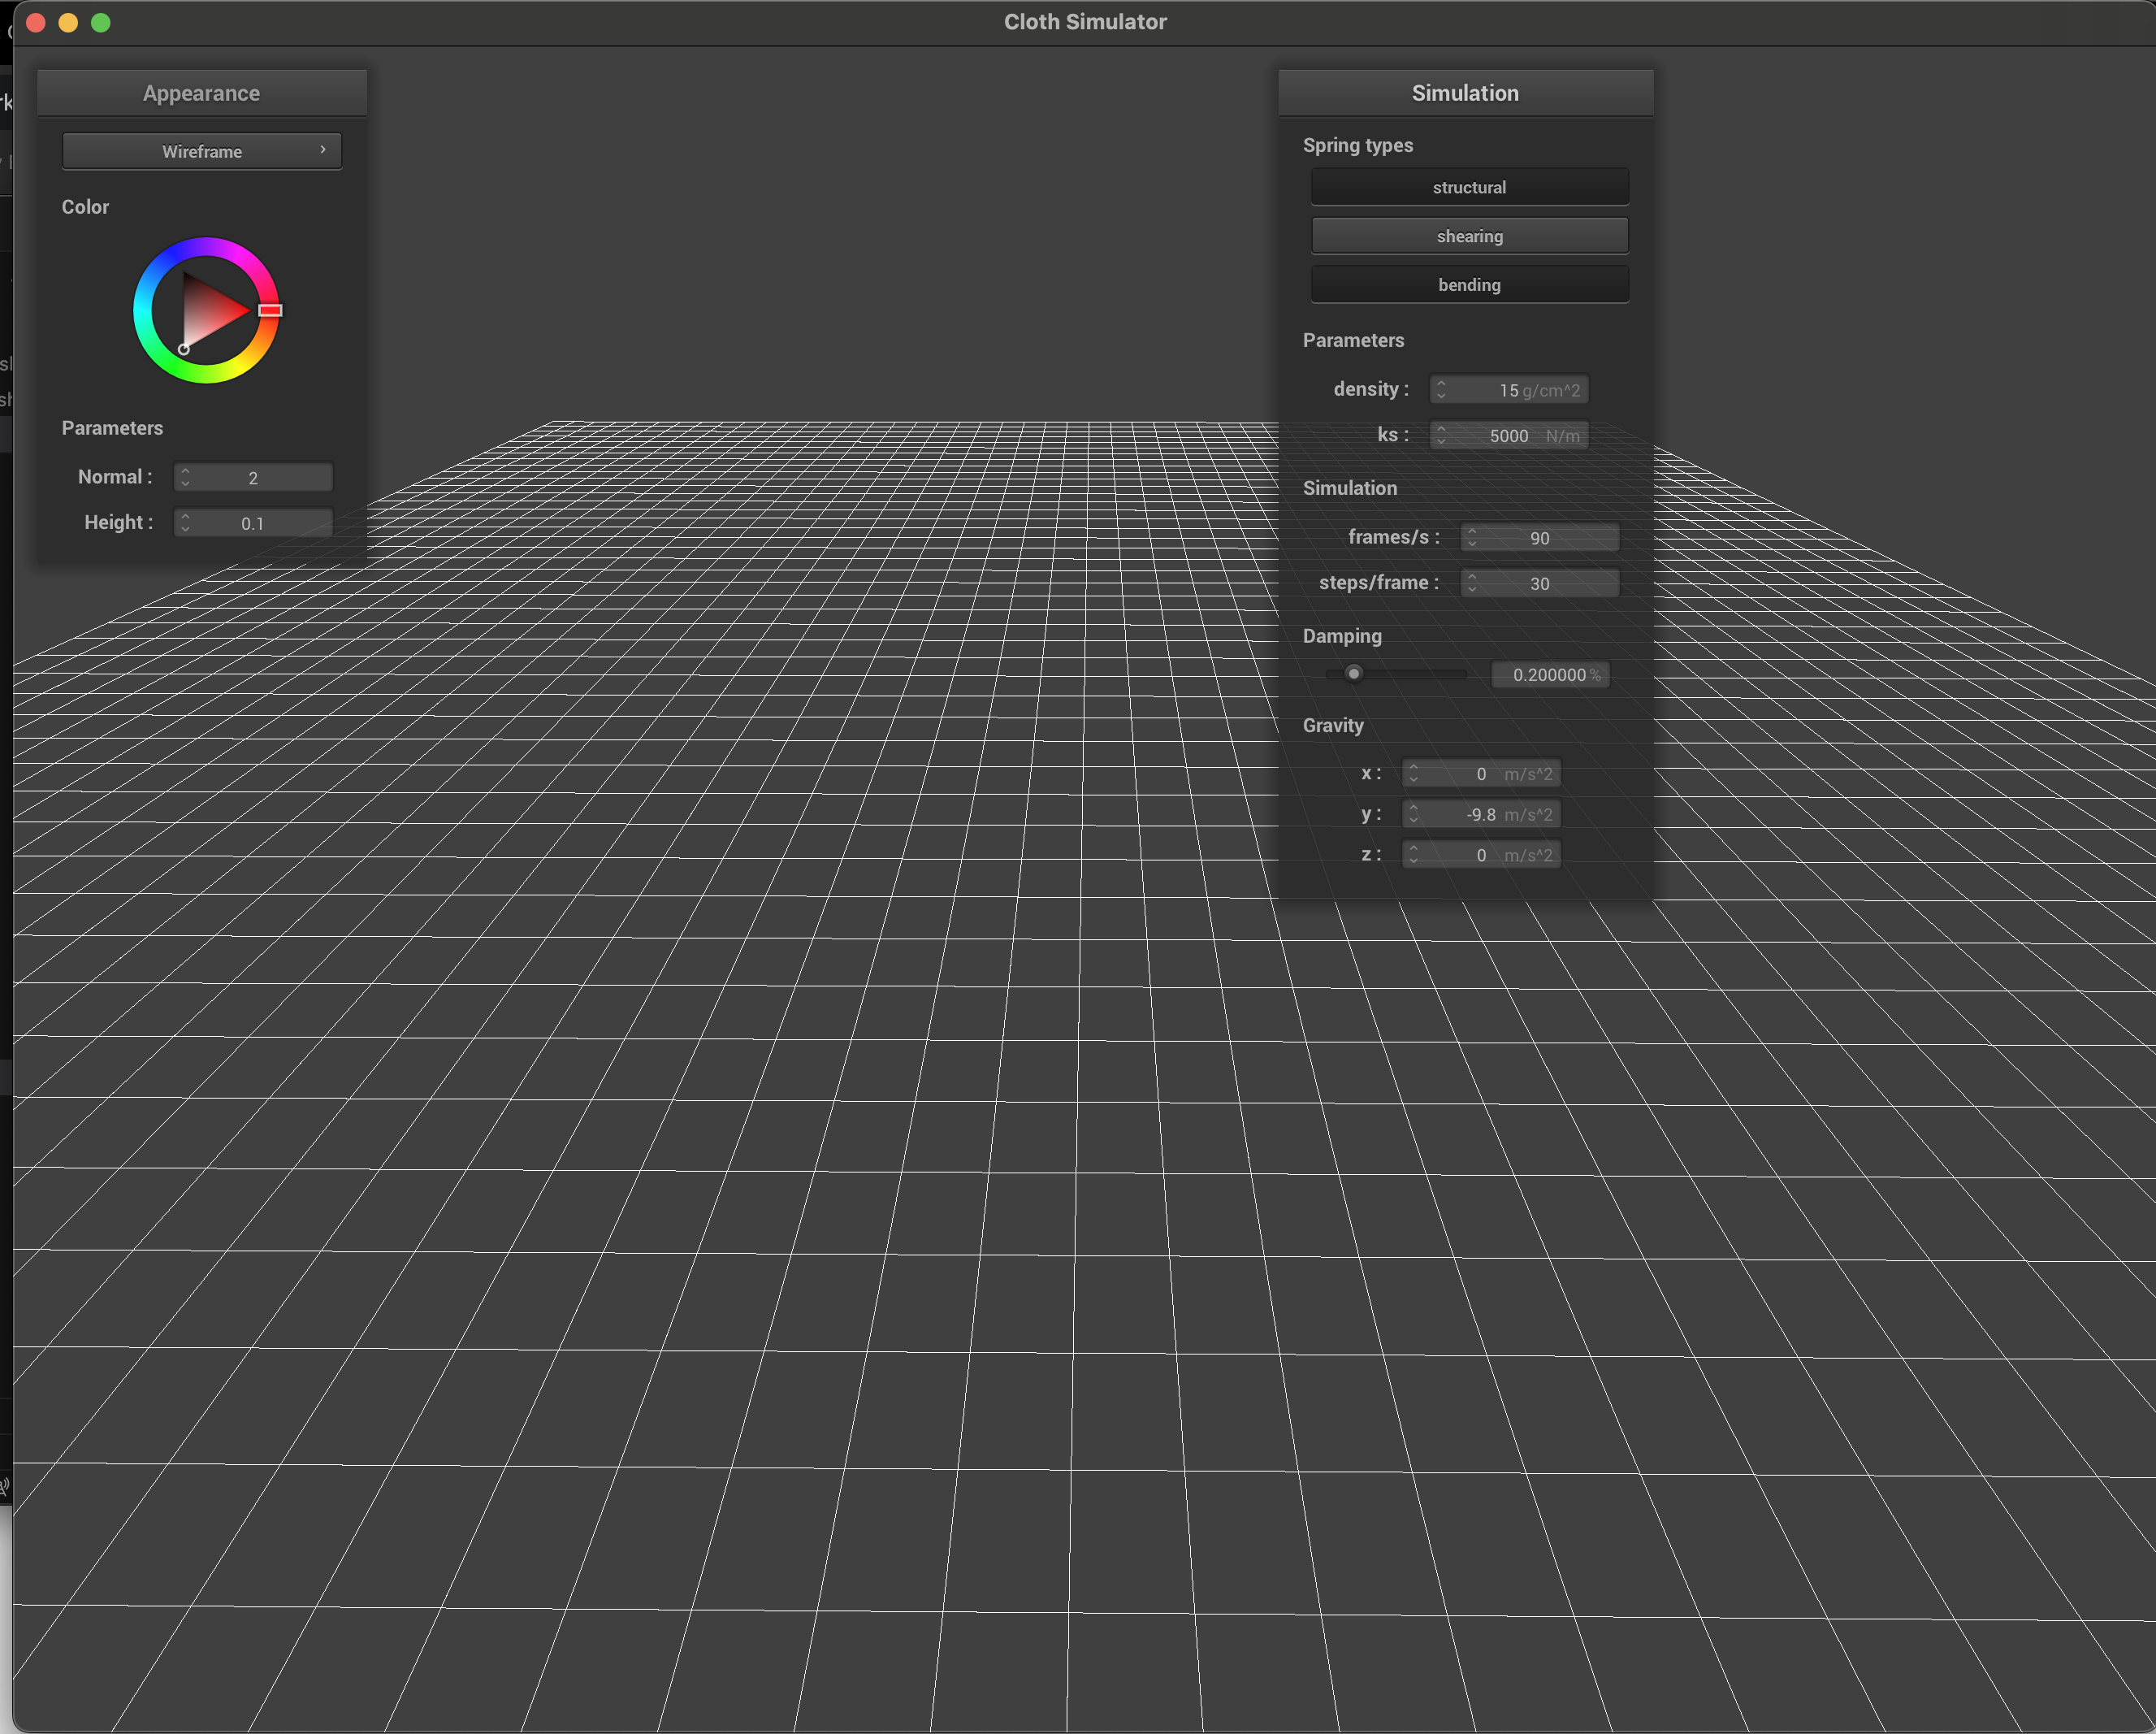 Cloth Simulator
Appearance
Wireframe
Color
Parameters
Normal : 2
Height : 0.1
Simulation
Spring types
structural
shearing
bending
Parameters
density : 15 g/cm^2
ks : 5000 N/m
Simulation
frames/s : 90
steps/frame : 30
Damping
0.200000 %
Gravity
x : 0 m/s^2
y : -9.8 m/s^2
z : 0 m/s^2